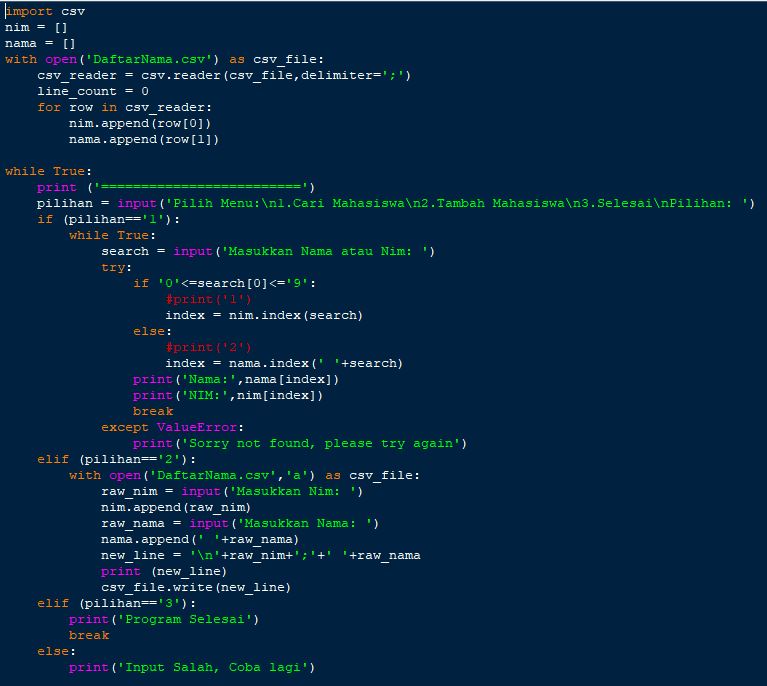 import csv
nim = []
nama = []
with open('DaftarNama.csv') as csv_file:
    csv_reader = csv.reader(csv_file,delimiter=';')
    line_count = 0
    for row in csv_reader:
        nim.append(row[0])
        nama.append(row[1])

while True:
    print ('=========================')
    pilihan = input('Pilih Menu:\n1.Cari Mahasiswa\n2.Tambah Mahasiswa\n3.Selesai\nPilihan: ')
    if (pilihan=='1'):
        while True:
            search = input('Masukkan Nama atau Nim: ')
            try:
                if '0'<=search[0]<='9':
                    #print('1')
                    index = nim.index(search)
                else:
                    #print('2')
                    index = nama.index(' '+search)
                print('Nama:',nama[index])
                print('NIM:',nim[index])
                break
            except ValueError:
                print('Sorry not found, please try again')
    elif (pilihan=='2'):
        with open('DaftarNama.csv','a') as csv_file:
            raw_nim = input('Masukkan Nim: ')
            nim.append(raw_nim)
            raw_nama = input('Masukkan Nama: ')
            nama.append(' '+raw_nama)
            new_line = '\n'+raw_nim+';'+' '+raw_nama
            print (new_line)
            csv_file.write(new_line)
    elif (pilihan=='3'):
        print('Program Selesai')
        break
    else:
        print('Input Salah, Coba lagi')